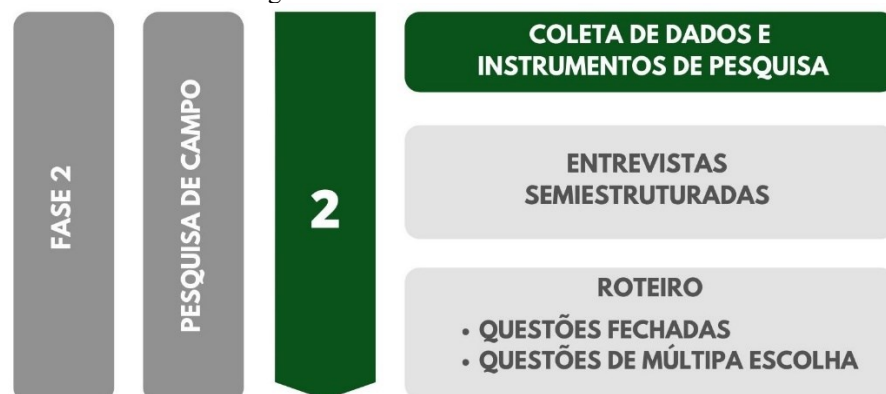 FASE 2
PESQUISA DE CAMPO
2
COLETA DE DADOS E
INSTRUMENTOS DE PESQUISA
ENTREVISTAS
SEMIESTRUTURADAS
ROTEIRO
• QUESTÕES FECHADAS
• QUESTÕES DE MÚLTIPA ESCOLHA